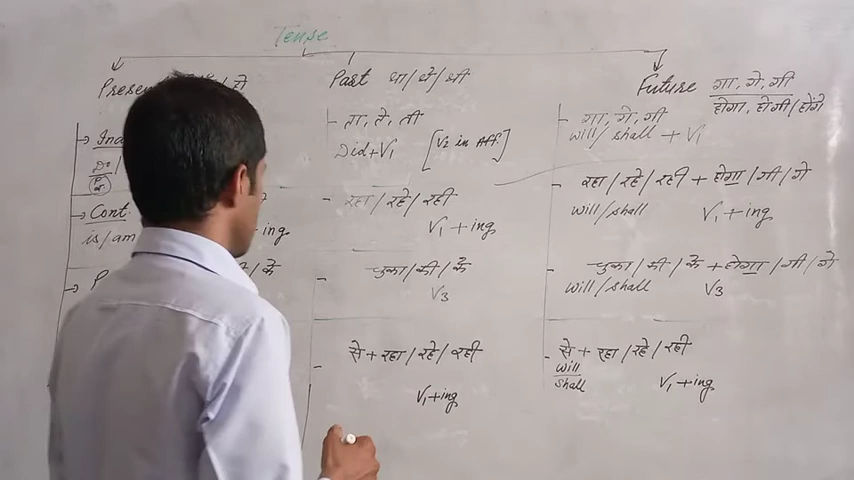 Tense
Past था/थे/थी
Future गा, गे, गी
होगा, होगी/होंगे
ता, ते, ती
Did+V1 [V2 in Aff.]
गा, गे, गी
will/shall + V1
Cont.
is/am
ing
रहा/रहे/रही
V1+ing
रहा/रहे/रही + होगा/गी/गे
will/shall V1+ing
चुका/की/के
V3
चुका/की/के + होगा/गी/गे
will/shall V3
से+रहा/रहे/रही
V1+ing
से + रहा/रहे/रही
will
shall V1+ing